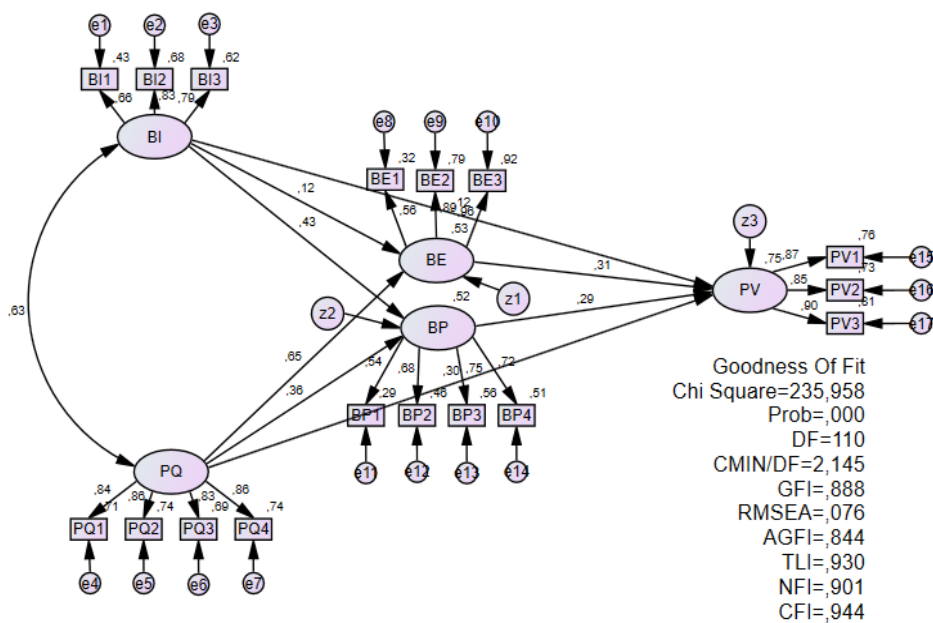 e1 e2 e3
,43 ,68 ,62
BI1 BI2 BI3
,66 ,83 ,79
BI
e8 e9 e10
,32 ,79 ,92
BE1 BE2 BE3
,56 ,89 ,96 ,12
,12
,43
,53
BE
z3
,76
,75 ,87 PV1 e15
,73
,31 PV ,85 PV2 e16
,81
,90 PV3 e17
z1
,52
z2
BP
,29
,63
,65
,36
,54 ,68 ,30 ,75 ,72
,29 ,46 ,56 ,51
BP1 BP2 BP3 BP4
e11 e12 e13 e14
PQ
,84 ,86 ,83 ,86
,71 ,74 ,69 ,74
PQ1 PQ2 PQ3 PQ4
e4 e5 e6 e7
Goodness Of Fit
Chi Square=235,958
Prob=,000
DF=110
CMIN/DF=2,145
GFI=,888
RMSEA=,076
AGFI=,844
TLI=,930
NFI=,901
CFI=,944